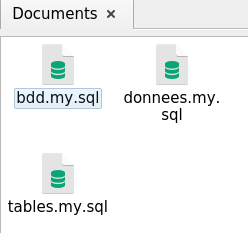 Documents ×
bdd.my.sql
donnees.my.
sql
tables.my.sql